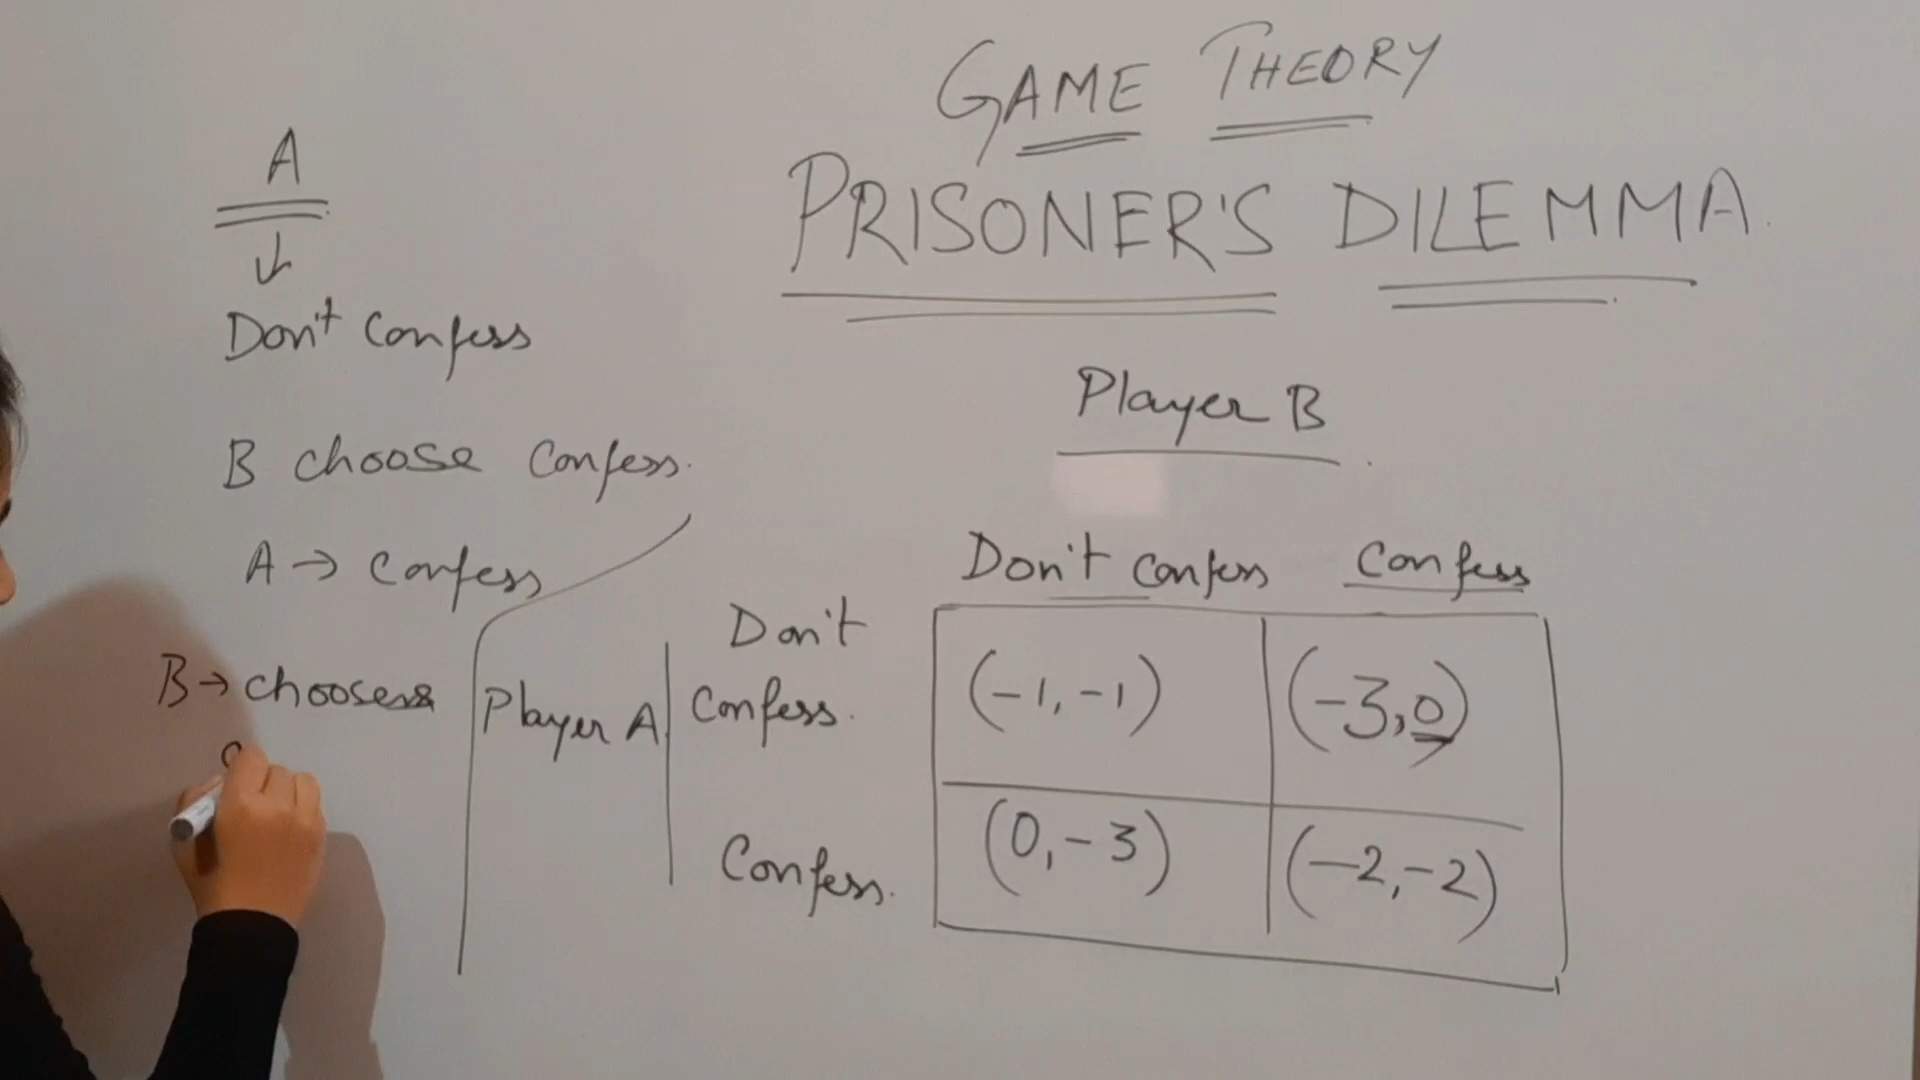 GAME THEORY
PRISONER'S DILEMMA.
A
Don't Confess
B choose Confess.
A → Confess
B → chooses
Player B
Don't Confess Confess
Player A
Don't
Confess.
(-1, -1) (-3, 0)
Confess.
(0, -3) (-2, -2)